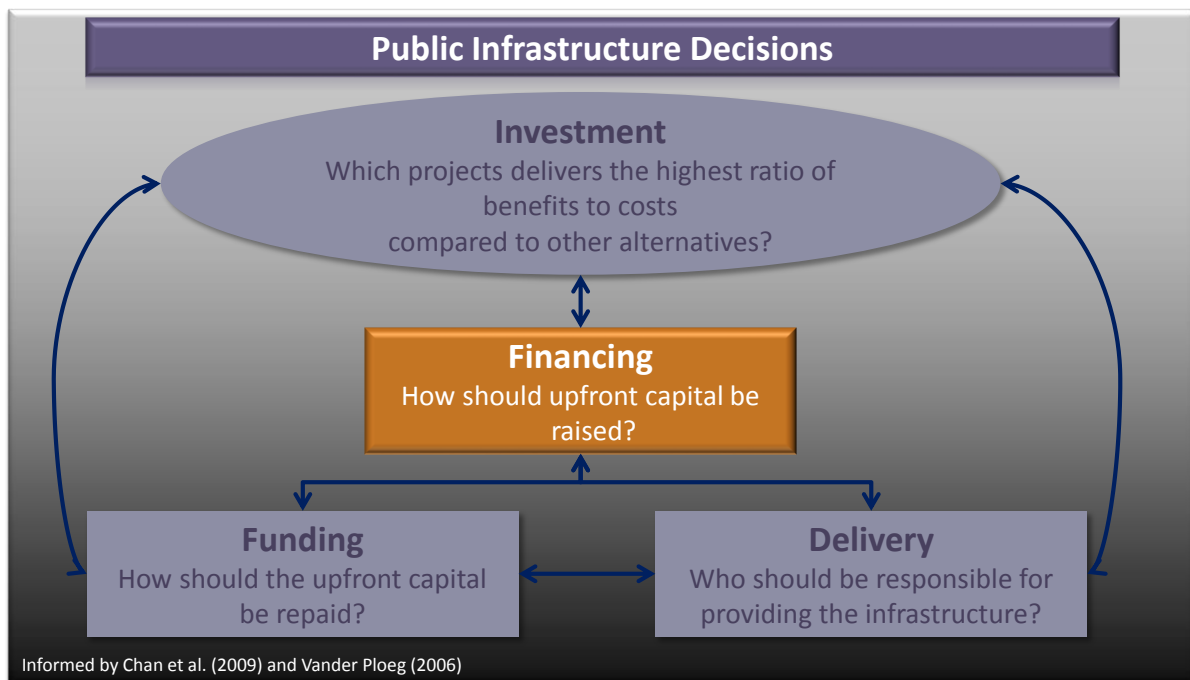 Public Infrastructure Decisions
Investment
Which projects delivers the highest ratio of
benefits to costs
compared to other alternatives?
Financing
How should upfront capital be
raised?
Funding
How should the upfront capital
be repaid?
Delivery
Who should be responsible for
providing the infrastructure?
Informed by Chan et al. (2009) and Vander Ploeg (2006)